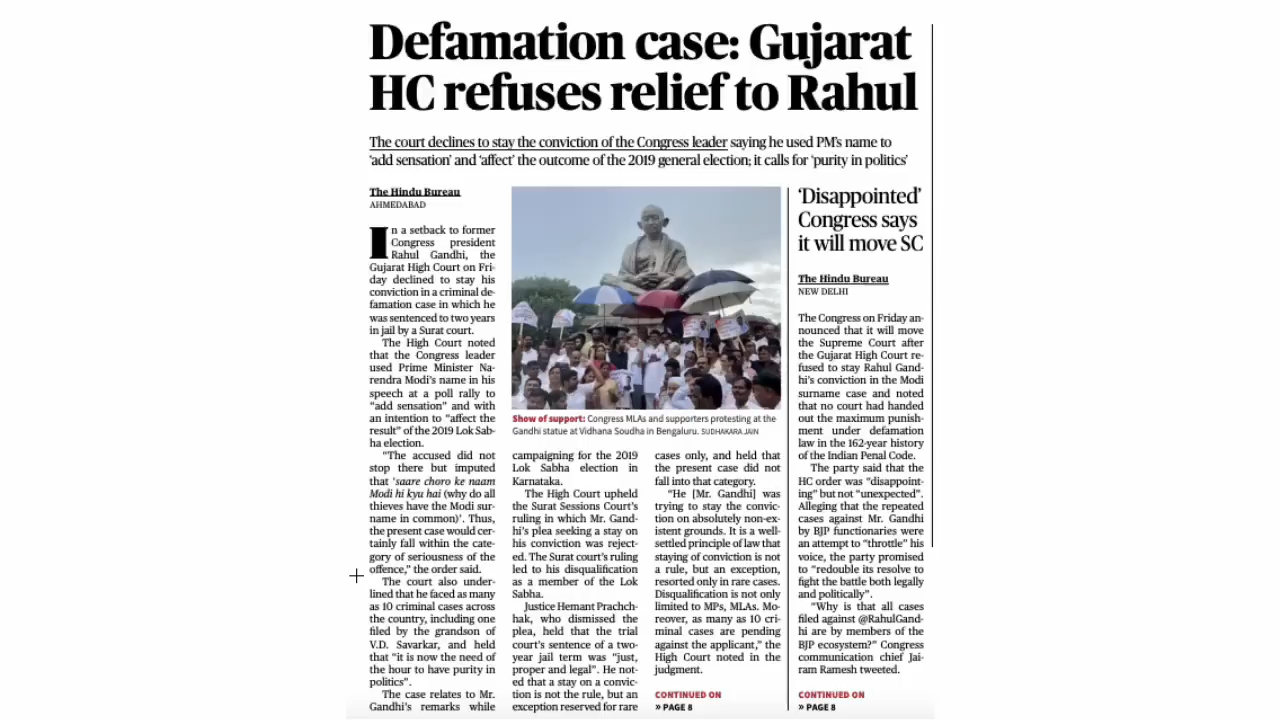 Defamation case: Gujarat
HC refuses relief to Rahul
The court declines to stay the conviction of the Congress leader saying he used PM's name to
'add sensation' and 'affect' the outcome of the 2019 general election; it calls for 'purity in politics'
The Hindu Bureau
AHMEDABAD
In a setback to former
Congress president
Rahul Gandhi, the
Gujarat High Court on Fri-
day declined to stay his
conviction in a criminal de-
famation case in which he
was sentenced to two years
in jail by a Surat court.
The High Court noted
that the Congress leader
used Prime Minister Na-
rendra Modi's name in his
speech at a poll rally to
"add sensation" and with
an intention to "affect the
result" of the 2019 Lok Sab-
ha election.
"The accused did not
stop there but imputed
that 'saare choro ke naam
Modi hi kyu hai (why do all
thieves have the Modi sur-
name in common)'. Thus,
the present case would cer-
tainly fall within the cate-
gory of seriousness of the
offence," the order said.
The court also under-
lined that he faced as many
as 10 criminal cases across
the country, including one
filed by the grandson of
V.D. Savarkar, and held
that "it is now the need of
the hour to have purity in
politics".
The case relates to Mr.
Gandhi's remarks while
Show of support: Congress MLAs and supporters protesting at the
Gandhi statue at Vidhana Soudha in Bengaluru. SUDHAKARA JAIN
campaigning for the 2019
Lok Sabha election in
Karnataka.
The High Court upheld
the Surat Sessions Court's
ruling in which Mr. Gand-
hi's plea seeking a stay on
his conviction was reject-
ed. The Surat court's ruling
led to his disqualification
as a member of the Lok
Sabha.
Justice Hemant Prachch-
hak, who dismissed the
plea, held that the trial
court's sentence of a two-
year jail term was "just,
proper and legal". He not-
ed that a stay on a convic-
tion is not the rule, but an
exception reserved for rare
cases only, and held that
the present case did not
fall into that category.
"He [Mr. Gandhi] was
trying to stay the convic-
tion on absolutely non-ex-
istent grounds. It is a well-
settled principle of law that
staying of conviction is not
a rule, but an exception,
resorted only in rare cases.
Disqualification is not only
limited to MPs, MLAs. Mo-
reover, as many as 10 cri-
minal cases are pending
against the applicant," the
High Court noted in the
judgment.
CONTINUED ON
» PAGE 8
'Disappointed'
Congress says
it will move SC
The Hindu Bureau
NEW DELHI
The Congress on Friday an-
nounced that it will move
the Supreme Court after
the Gujarat High Court re-
fused to stay Rahul Gand-
hi's conviction in the Modi
surname case and noted
that no court had handed
out the maximum punish-
ment under defamation
law in the 162-year history
of the Indian Penal Code.
The party said that the
HC order was "disappoint-
ing" but not "unexpected".
Alleging that the repeated
cases against Mr. Gandhi
by BJP functionaries were
an attempt to "throttle" his
voice, the party promised
to "redouble its resolve to
fight the battle both legally
and politically".
"Why is that all cases
filed against @RahulGand-
hi are by members of the
BJP ecosystem?" Congress
communication chief Jai-
ram Ramesh tweeted.
CONTINUED ON
» PAGE 8